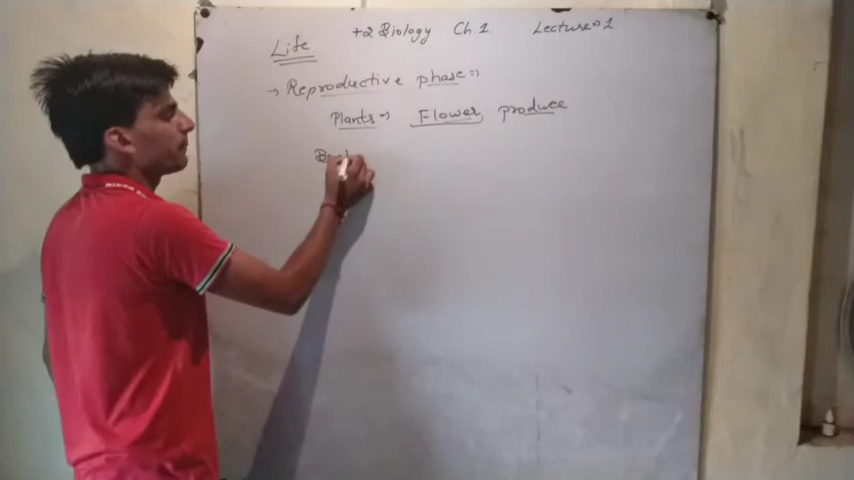 +2 Biology Ch. 1 Lecture=1
Life
→ Reproductive phase ⇒
Plants ⇒ Flower produce